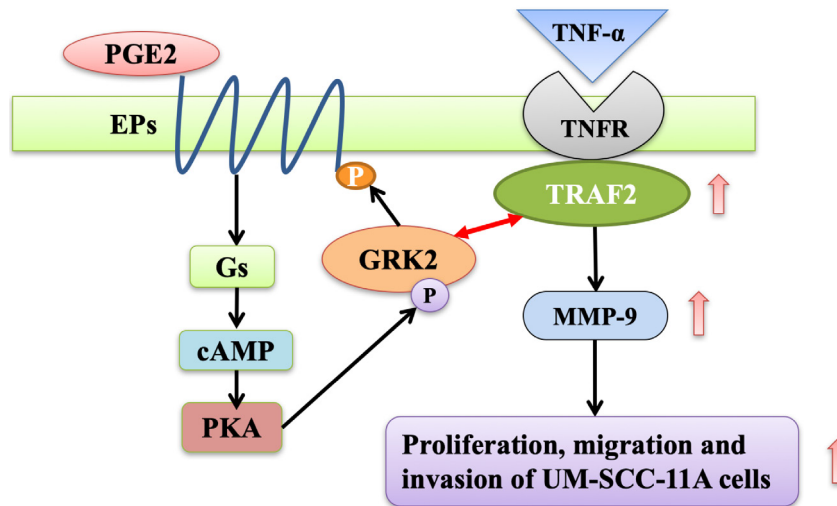 TNF-α
PGE2
EPs
TNFR
P
TRAF2
GRK2
Gs
P
MMP-9
cAMP
PKA
Proliferation, migration and
invasion of UM-SCC-11A cells